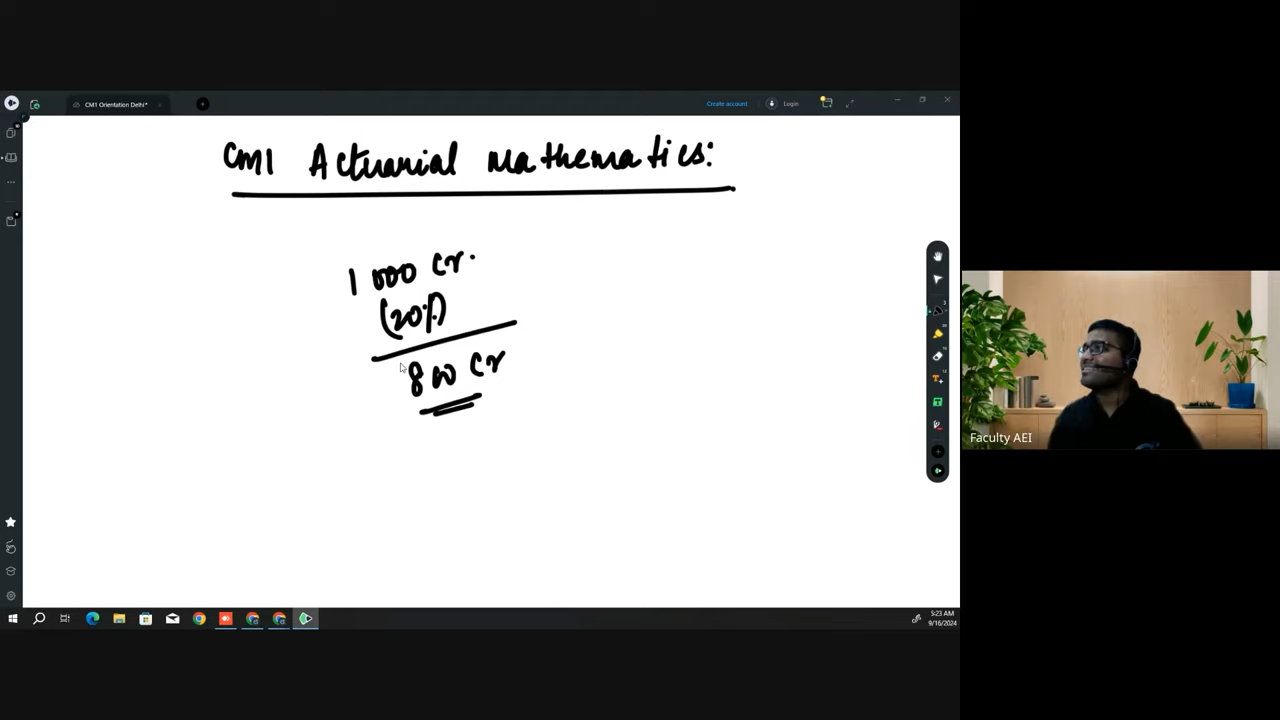 CM1 Orientation Delhi*
Create account
Login
CM1 Actuarial Mathematics:
1000 Cr.
(20%)
800 Cr
Faculty AEI
5:23 AM
9/16/2024